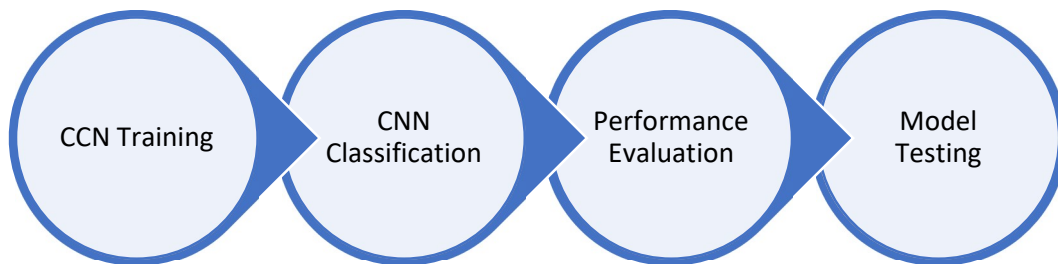 CCN Training
CNN
Classification
Performance
Evaluation
Model
Testing